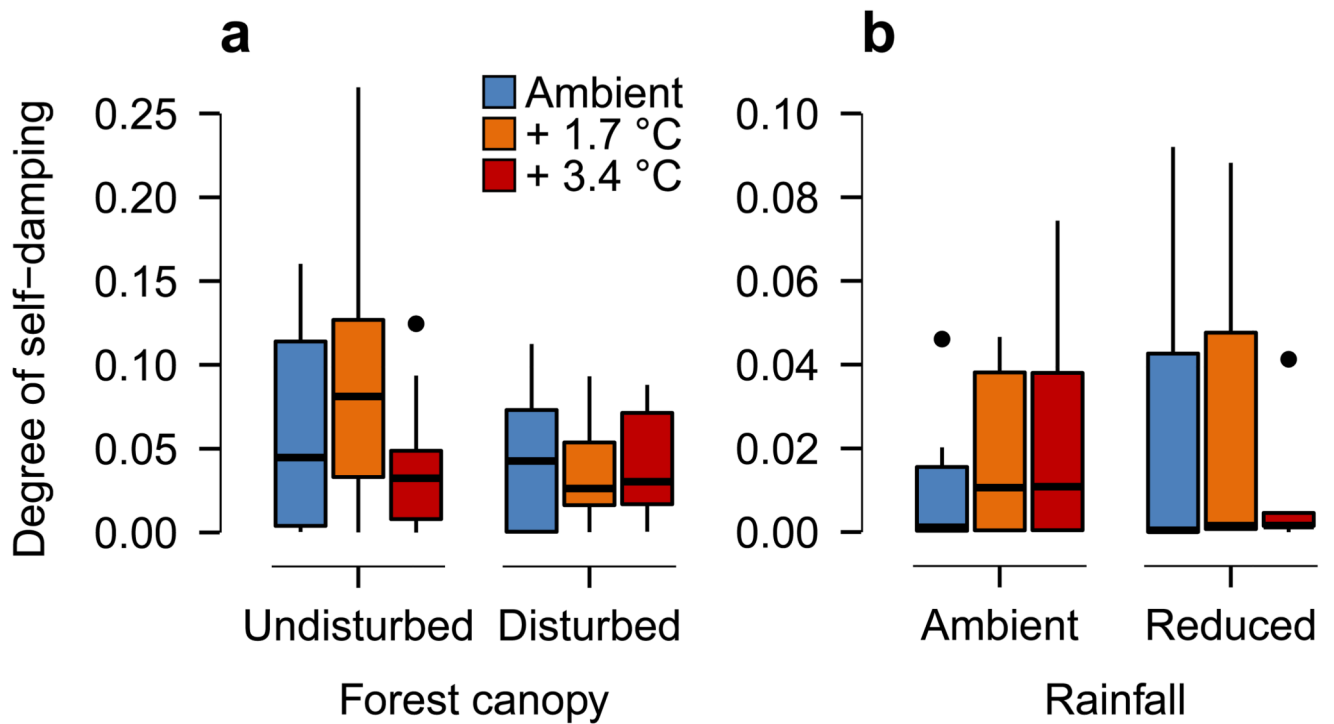 a
b
Degree of self−damping
0.25
0.20
0.15
0.10
0.05
0.00
Ambient
+ 1.7 °C
+ 3.4 °C
Undisturbed
Disturbed
Forest canopy
0.10
0.08
0.06
0.04
0.02
0.00
Ambient
Reduced
Rainfall